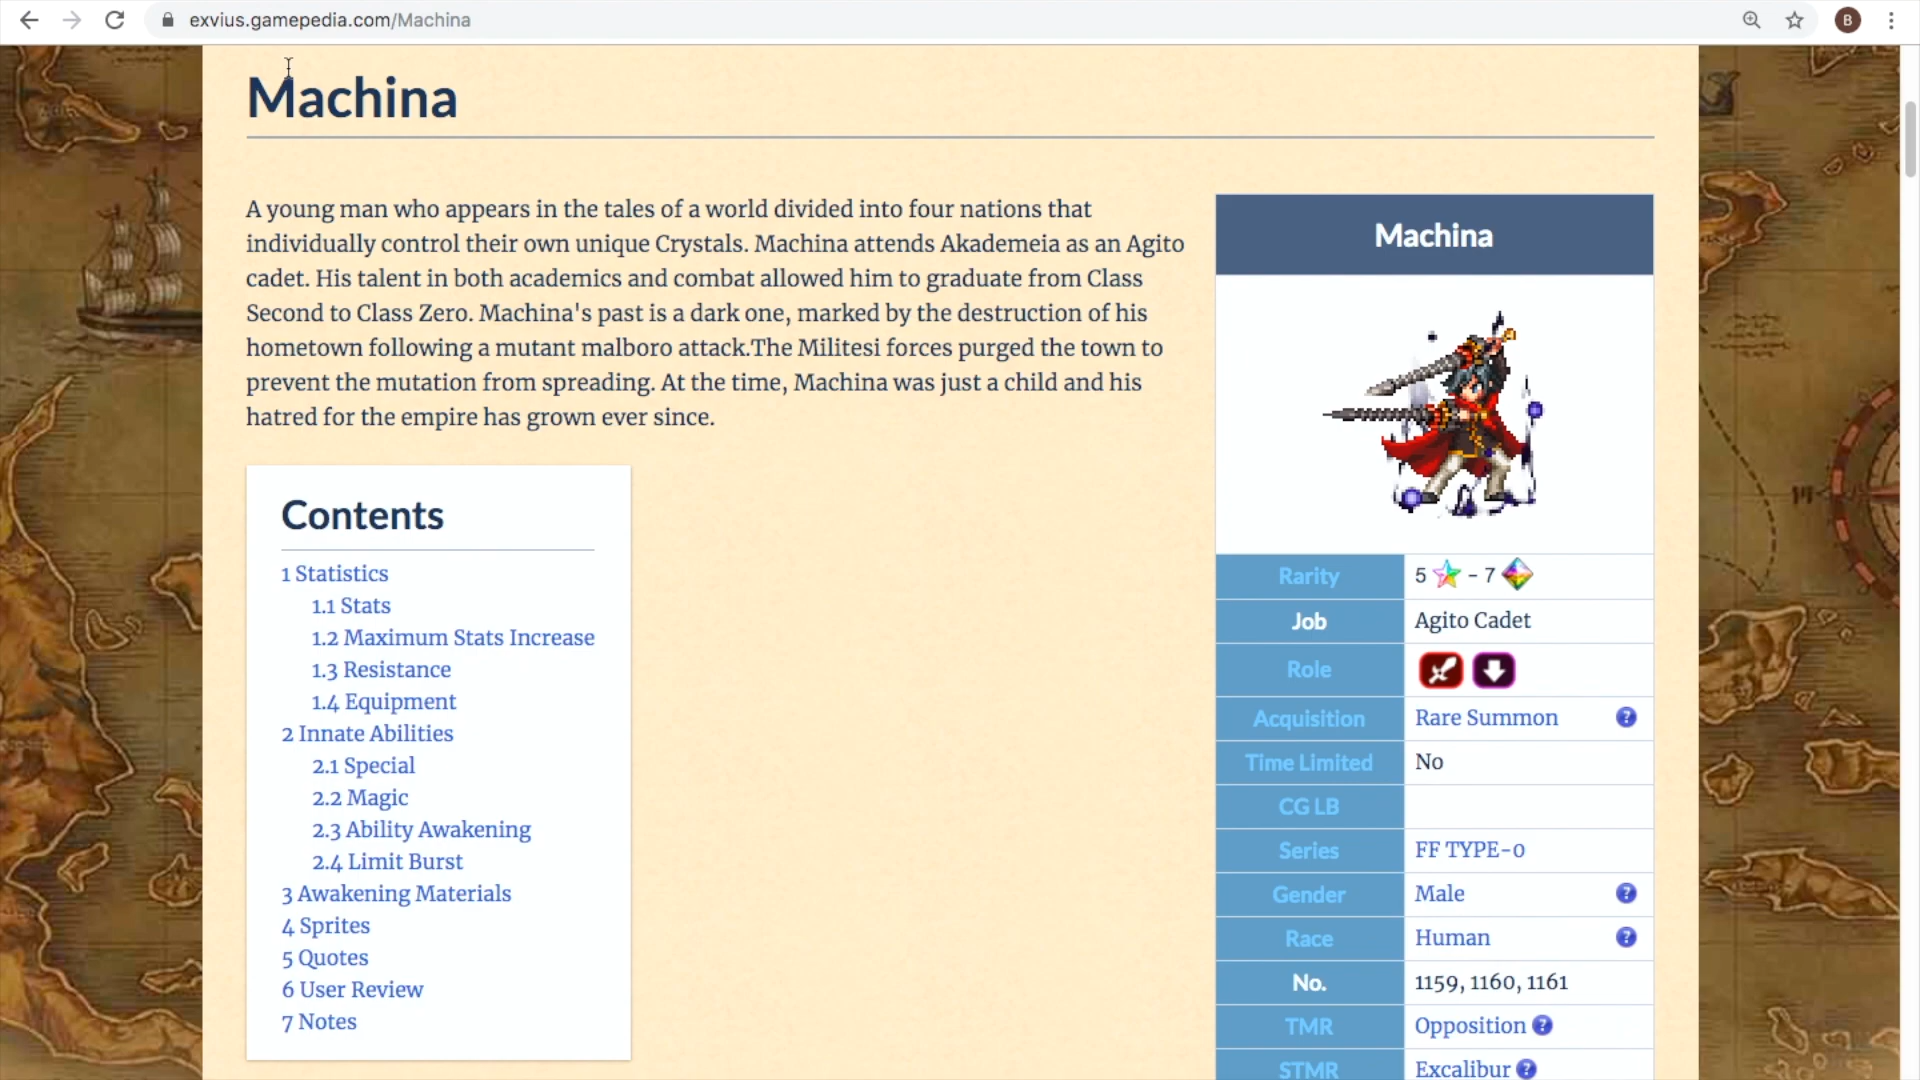 exvius.gamepedia.com/Machina
B
Machina
A young man who appears in the tales of a world divided into four nations that
individually control their own unique Crystals. Machina attends Akademeia as an Agito
cadet. His talent in both academics and combat allowed him to graduate from Class
Second to Class Zero. Machina's past is a dark one, marked by the destruction of his
hometown following a mutant malboro attack.The Militesi forces purged the town to
prevent the mutation from spreading. At the time, Machina was just a child and his
hatred for the empire has grown ever since.
Contents
1 Statistics
1.1 Stats
1.2 Maximum Stats Increase
1.3 Resistance
1.4 Equipment
2 Innate Abilities
2.1 Special
2.2 Magic
2.3 Ability Awakening
2.4 Limit Burst
3 Awakening Materials
4 Sprites
5 Quotes
6 User Review
7 Notes
Machina
Rarity 5 - 7
Job Agito Cadet
Role
Acquisition Rare Summon ?
Time Limited No
CG LB
Series FF TYPE-0
Gender Male ?
Race Human ?
No. 1159, 1160, 1161
TMR Opposition ?
STMR Excalibur ?